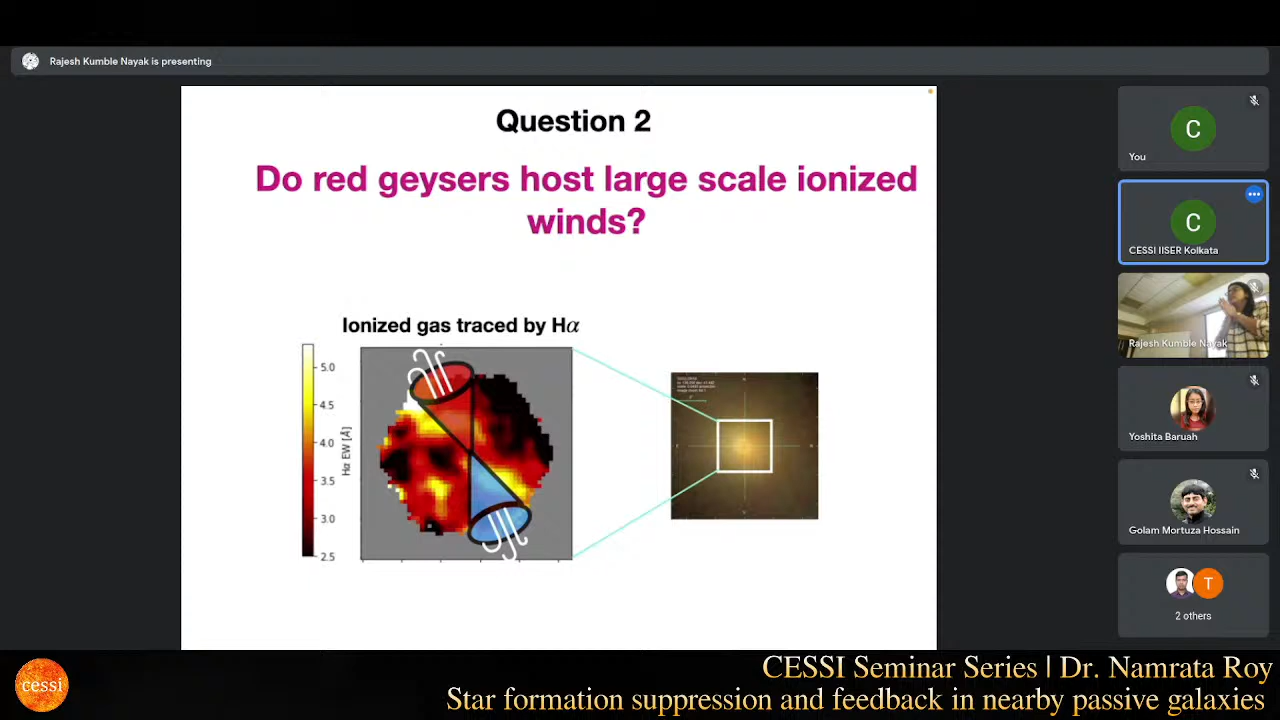 Rajesh Kumble Nayak is presenting
Question 2
Do red geysers host large scale ionized
winds?
Ionized gas traced by Hα
5.0
4.5
4.0
3.5
3.0
2.5
Hα EW [Å]
C
You
C
CESSI IISER Kolkata
Rajesh Kumble Nayak
Yoshita Baruah
Golam Mortuza Hossain
T
2 others
cessi
CESSI Seminar Series | Dr. Namrata Roy
Star formation suppression and feedback in nearby passive galaxies